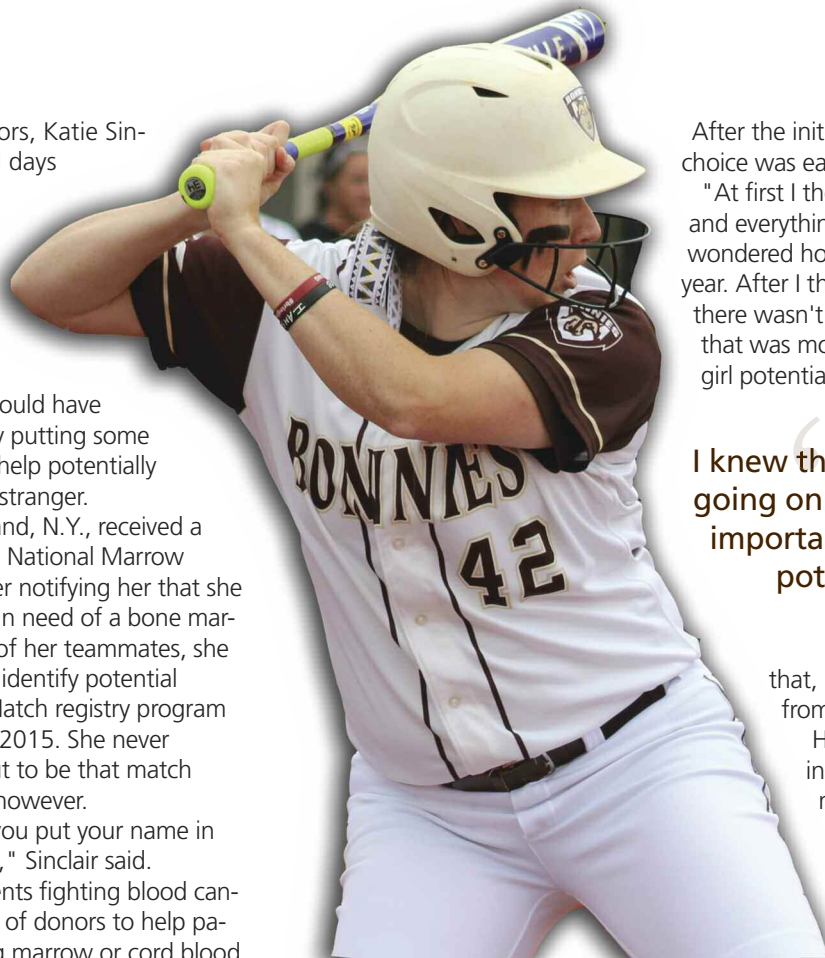 ors, Katie Sin-
days
ould have
putting some
help potentially
stranger.
and, N.Y., received a
National Marrow
er notifying her that she
in need of a bone mar-
of her teammates, she
identify potential
Match registry program
2015. She never
it to be that match
however.
you put your name in
," Sinclair said.
ents fighting blood can-
of donors to help pa-
g marrow or cord blood
BONNIES
42
BONNIES
After the init
choice was ea
"At first I th
and everythin
wondered ho
year. After I th
there wasn't
that was mo
girl potentia
“
I knew th
going on
importa
pot
that,
from
H
in